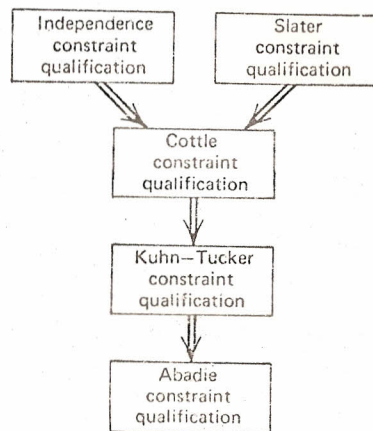 Independence
constraint
qualification
Slater
constraint
qualification
Cottle
constraint
qualification
Kuhn–Tucker
constraint
qualification
Abadie
constraint
qualification